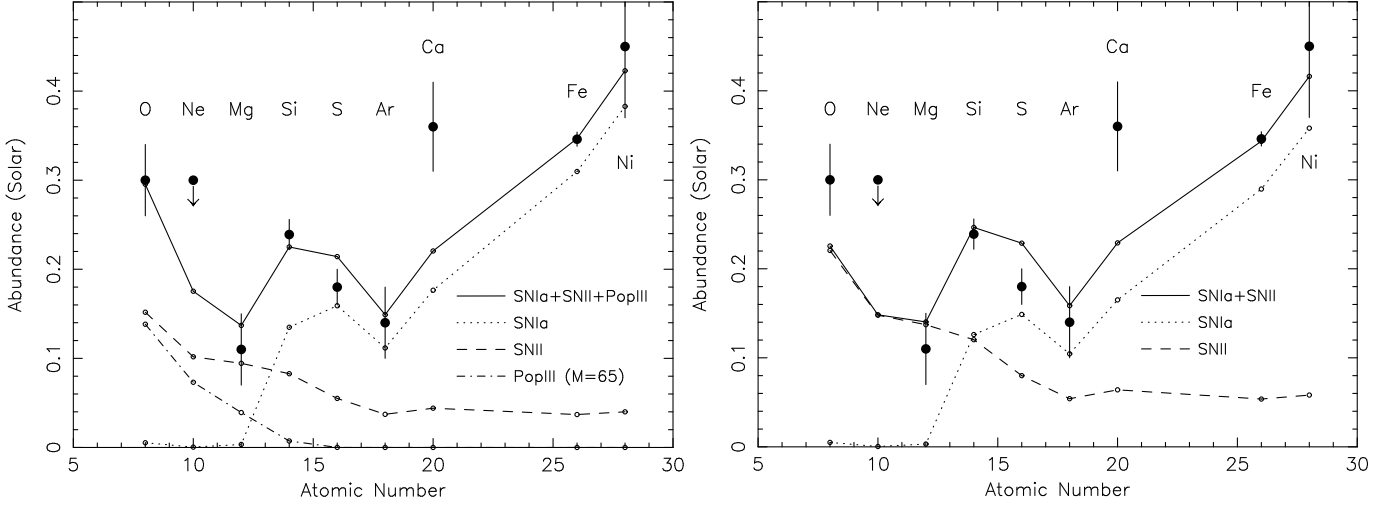 Abundance (Solar)
0
0.1
0.2
0.3
0.4
O Ne Mg Si S Ar Ca Fe Ni
SNIa+SNII+PopIII
SNIa
SNII
PopIII (M=65)
5 10 15 20 25 30
Atomic Number
Abundance (Solar)
0
0.1
0.2
0.3
0.4
O Ne Mg Si S Ar Ca Fe Ni
SNIa+SNII
SNIa
SNII
5 10 15 20 25 30
Atomic Number